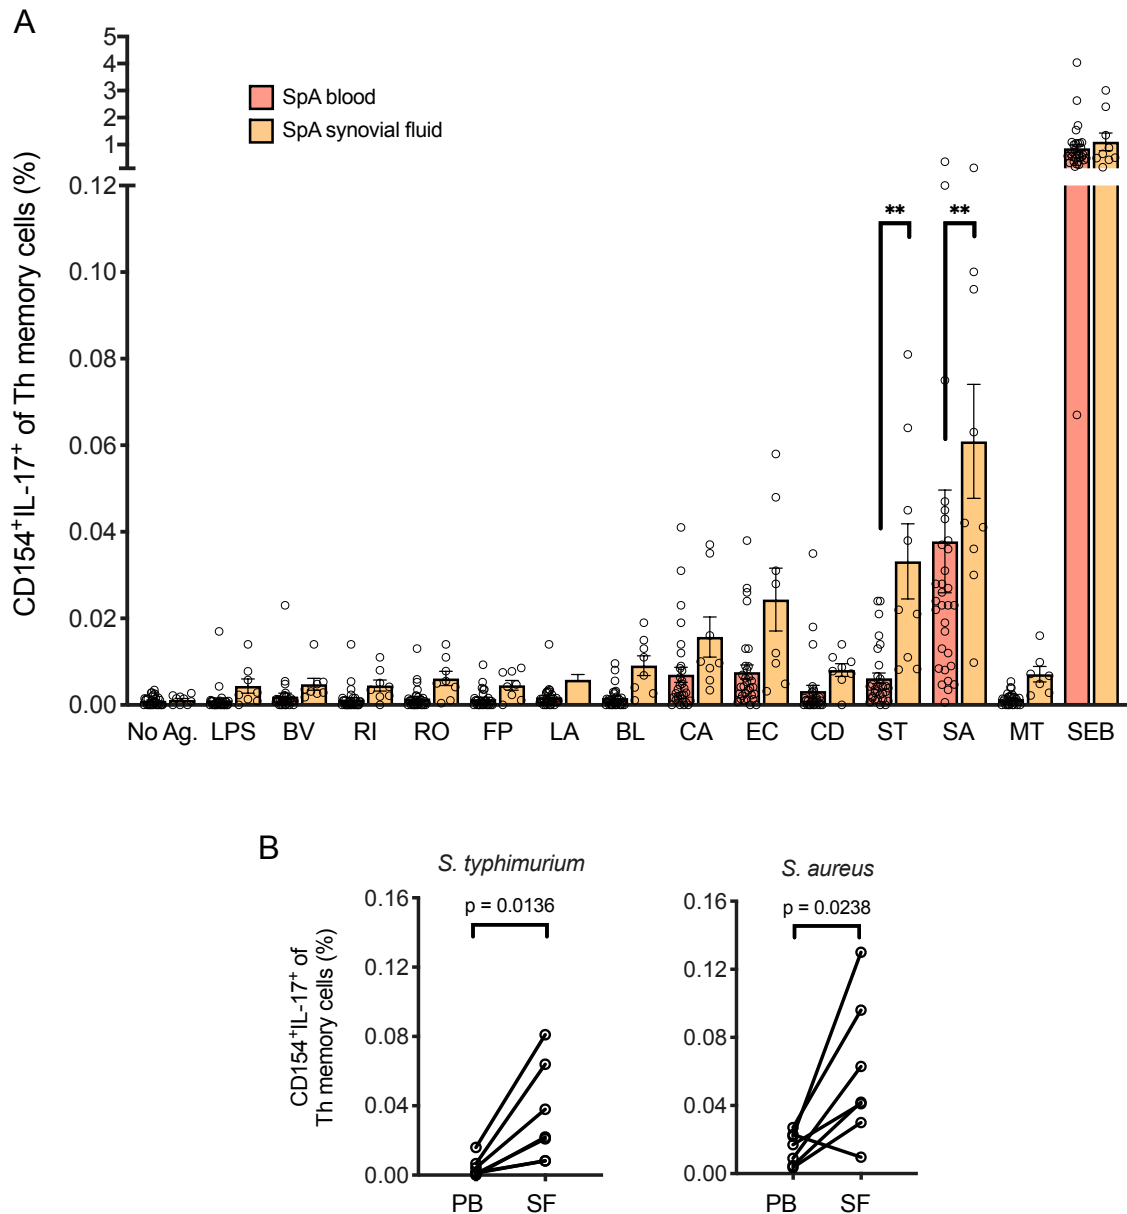 A
5
4
3
2
1
0.12
0.10
0.08
0.06
0.04
0.02
0.00
CD154⁺IL-17⁺ of Th memory cells (%)
SpA blood
SpA synovial fluid
** **
No Ag. LPS BV RI RO FP LA BL CA EC CD ST SA MT SEB
B
S. typhimurium
p = 0.0136
0.16
0.12
0.08
0.04
0.00
CD154⁺IL-17⁺ of
Th memory cells (%)
PB SF
S. aureus
p = 0.0238
0.16
0.12
0.08
0.04
0.00
PB SF